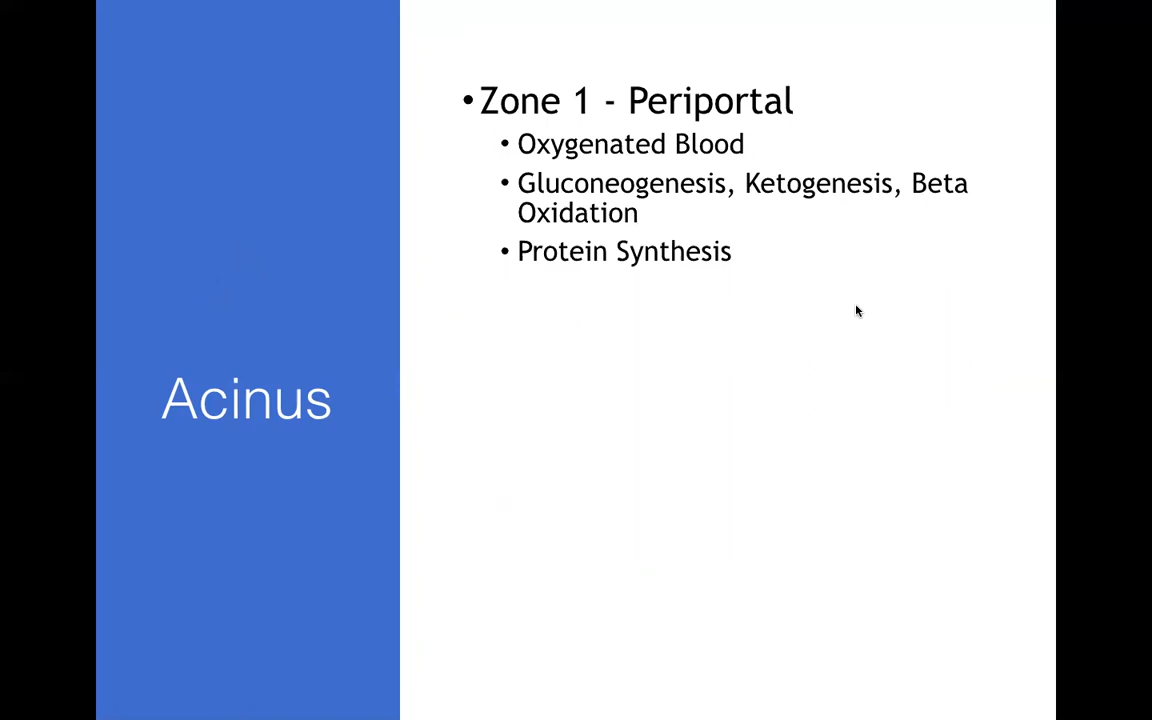 Acinus
• Zone 1 - Periportal
• Oxygenated Blood
• Gluconeogenesis, Ketogenesis, Beta
Oxidation
• Protein Synthesis